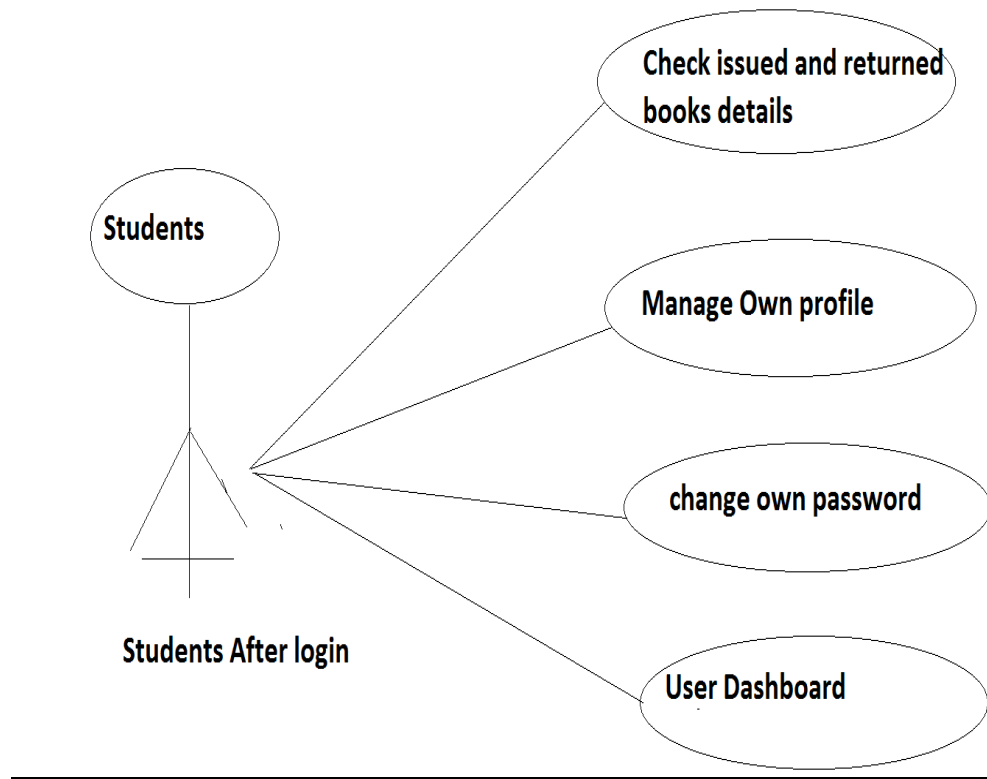 Check issued and returned
books details
Students
Manage Own profile
change own password
Students After login
User Dashboard